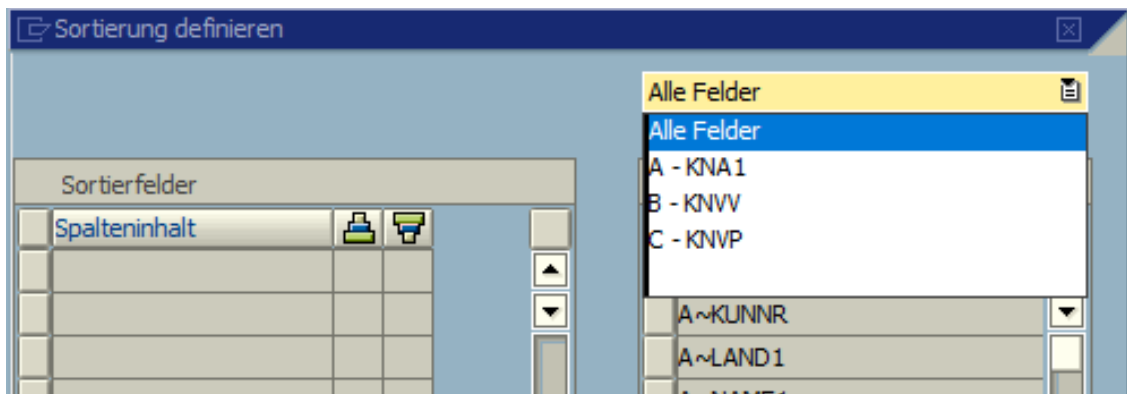 Sortierung definieren
Alle Felder
Alle Felder
A - KNA1
B - KNVV
C - KNVP
Sortierfelder
Spalteninhalt
A~KUNNR
A~LAND1